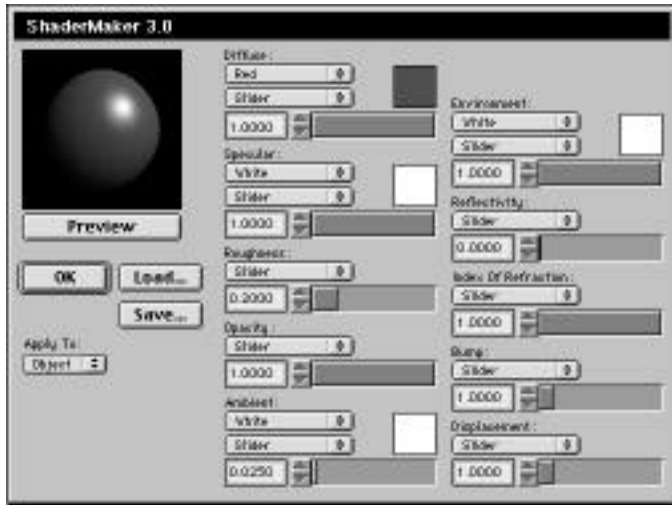 ShaderMaker 3.0
Preview
OK
Load...
Save...
Apply To:
Object
Diffuse:
Red
Slider
1.0000
Specular:
White
Slider
1.0000
Roughness:
Slider
0.2000
Opacity:
Slider
1.0000
Ambient:
White
Slider
0.0250
Environment:
White
Slider
1.0000
Reflectivity:
Slider
0.0000
Index Of Refraction:
Slider
1.0000
Bump:
Slider
1.0000
Displacement:
Slider
1.0000